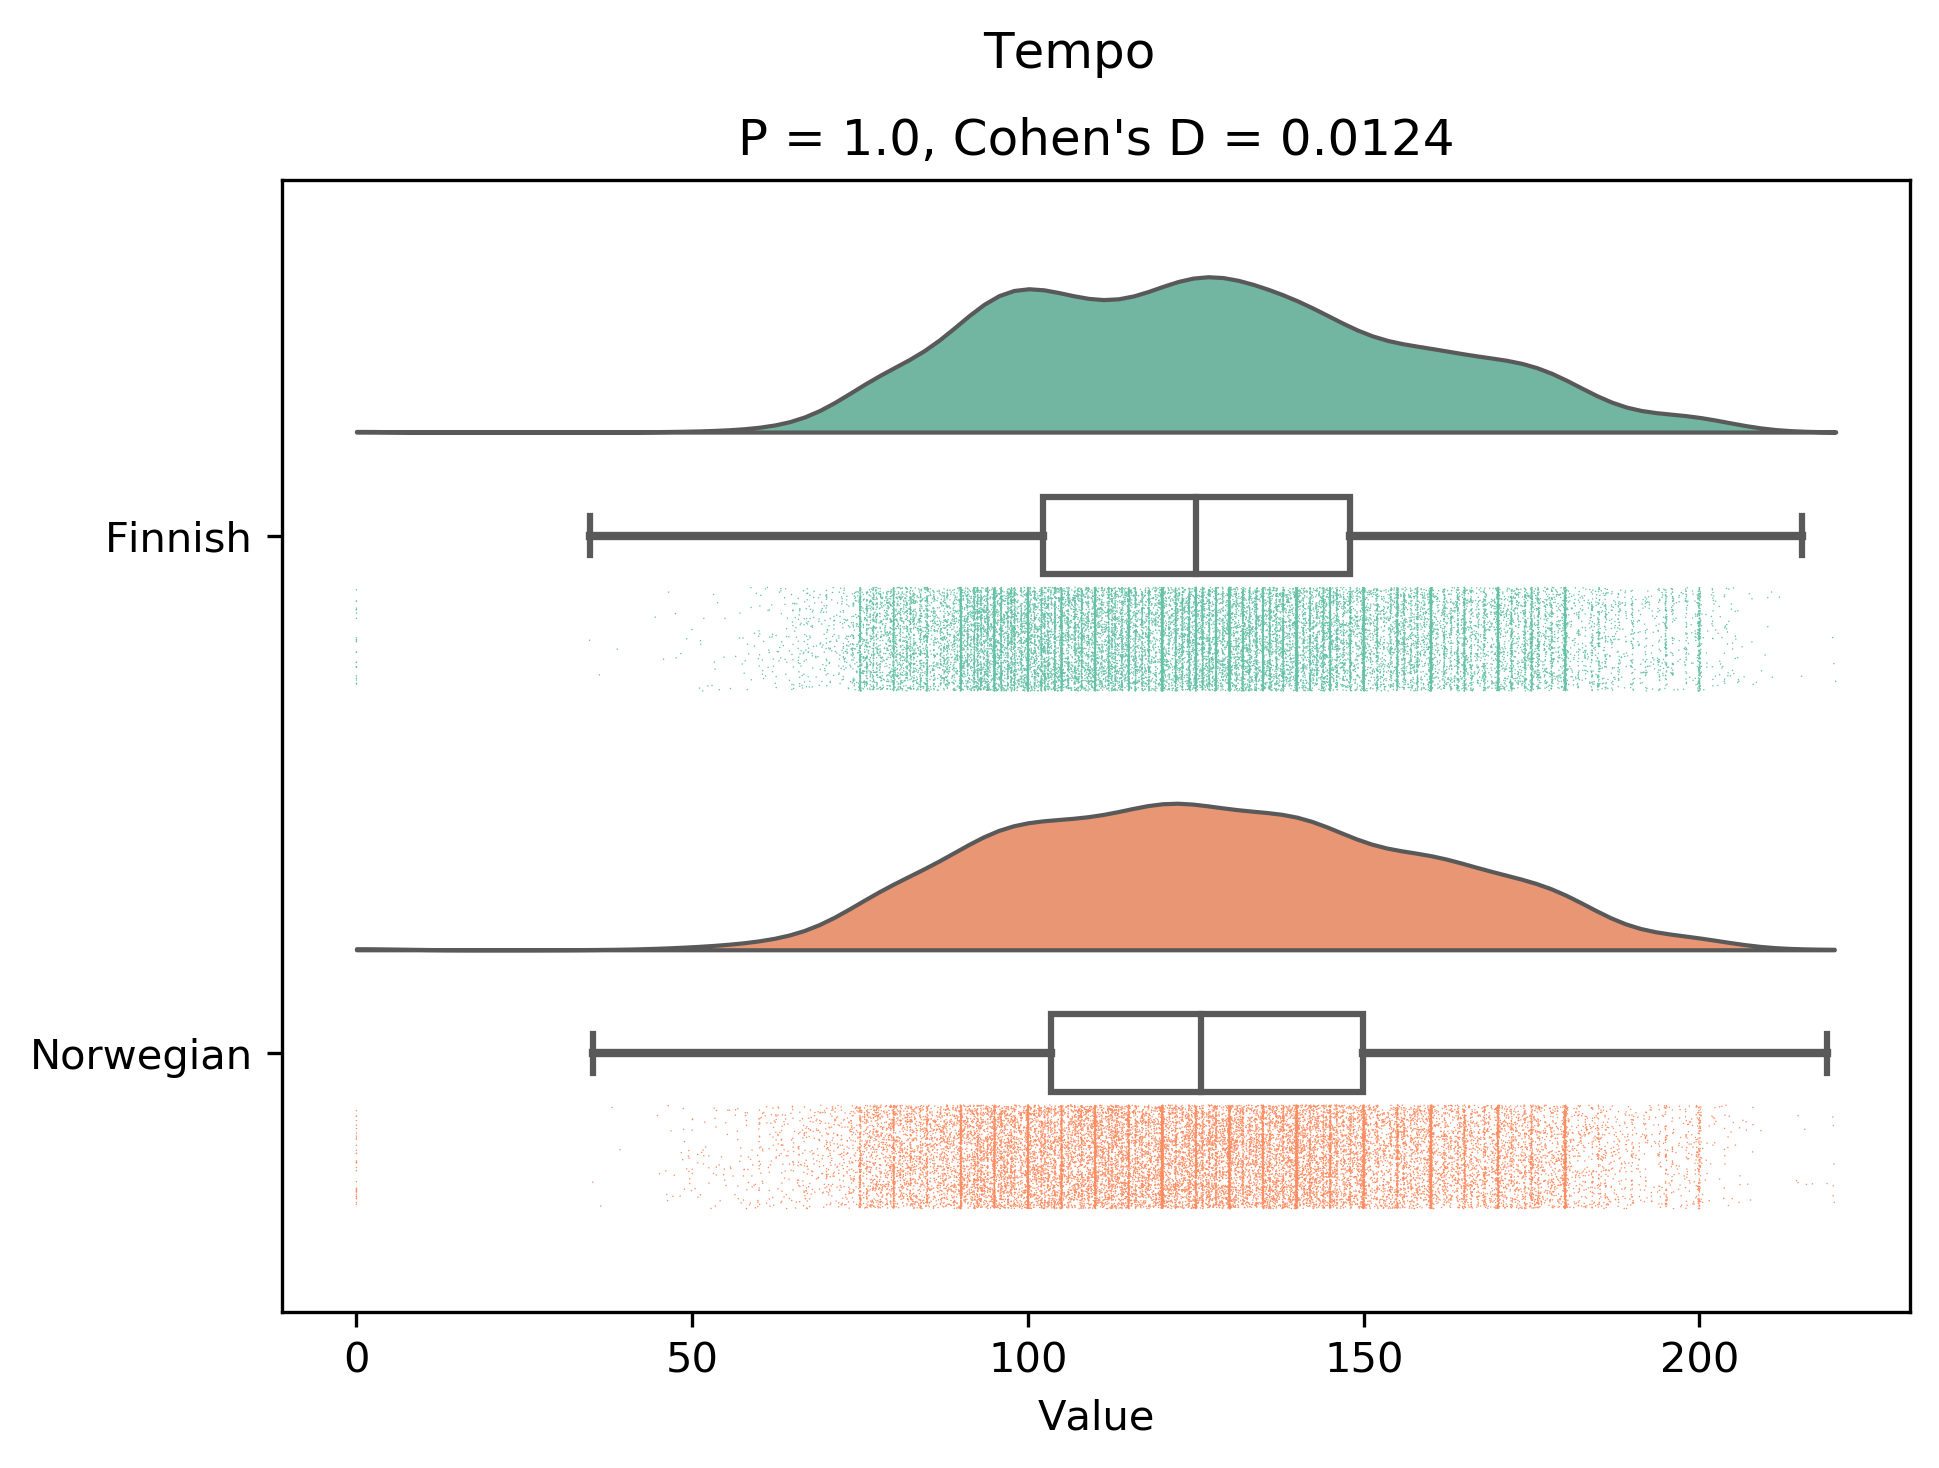 Tempo
P = 1.0, Cohen's D = 0.0124
Finnish
Norwegian
0 50 100 150 200
Value